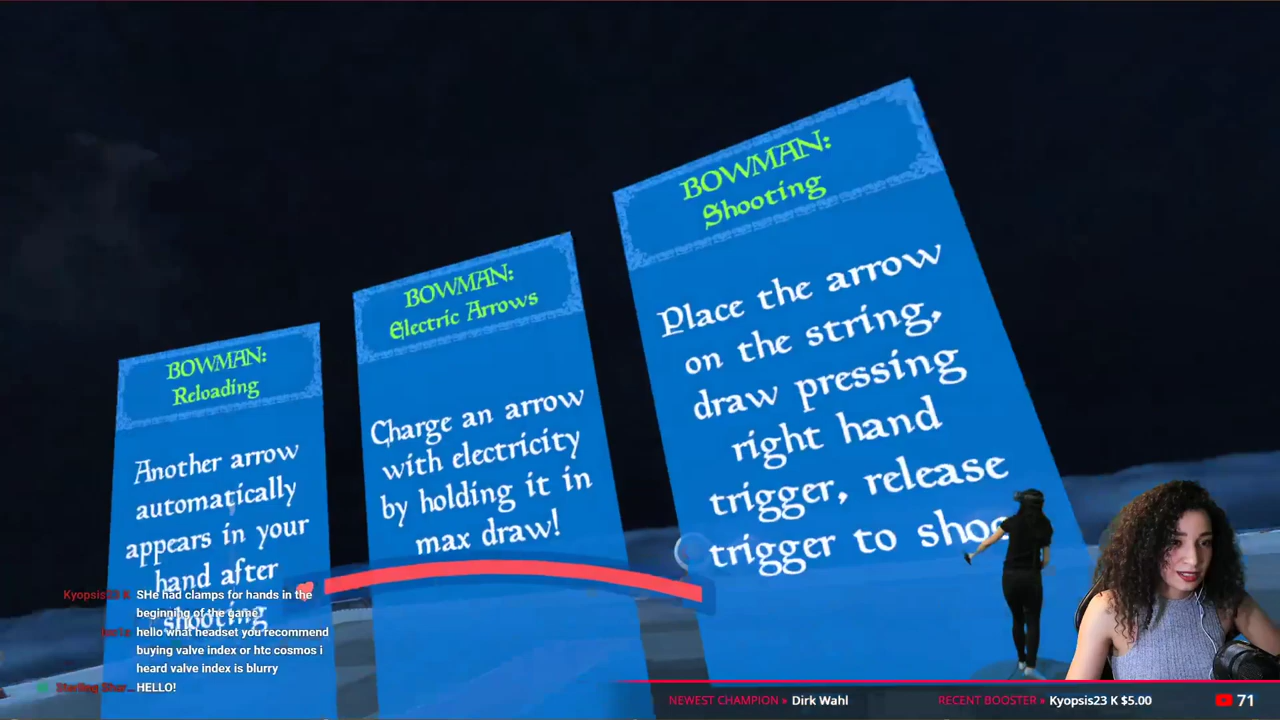 BOWMAN:
Reloading
Another arrow
automatically
appears in your
hand after
shooting
BOWMAN:
Electric Arrows
Charge an arrow
with electricity
by holding it in
max draw!
BOWMAN:
Shooting
Place the arrow
on the string,
draw pressing
right hand
trigger, release
trigger to
SHe had clamps for hands in the
beginning of the game
hello what headset you recommend
buying valve index or htc cosmos i
heard valve index is blurry
HELLO!
NEWEST CHAMPION » Dirk Wahl
RECENT BOOSTER » Kyopsis23 K $5.00
71